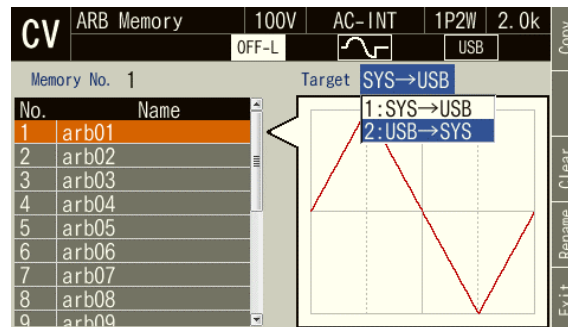 CV ARB Memory 100V AC-INT 1P2W 2.0k
OFF-L USB
Memory No. 1 Target SYS→USB
1:SYS→USB
2:USB→SYS
No. Name
1 arb01
2 arb02
3 arb03
4 arb04
5 arb05
6 arb06
7 arb07
8 arb08
9 arb09
Copy
Clear
Rename
Exit